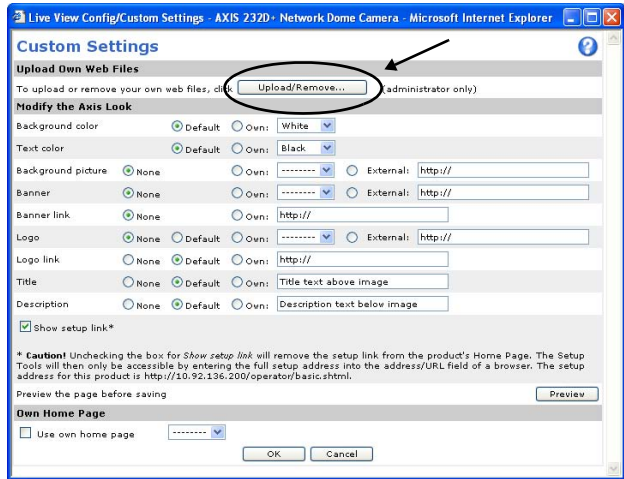 Live View Config/Custom Settings - AXIS 232D+ Network Dome Camera - Microsoft Internet Explorer
Custom Settings
Upload Own Web Files
To upload or remove your own web files, click Upload/Remove... (administrator only)
Modify the Axis Look
Background color Default Own: White
Text color Default Own: Black
Background picture None Own: -------- External: http://
Banner None Own: -------- External: http://
Banner link None Own: http://
Logo None Default Own: -------- External: http://
Logo link None Default Own: http://
Title None Default Own: Title text above image
Description None Default Own: Description text below image
Show setup link*
* Caution! Unchecking the box for Show setup link will remove the setup link from the product's Home Page. The Setup
Tools will then only be accessible by entering the full setup address into the address/URL field of a browser. The setup
address for this product is http://10.92.136.200/operator/basic.shtml.
Preview the page before saving Preview
Own Home Page
Use own home page --------
OK Cancel